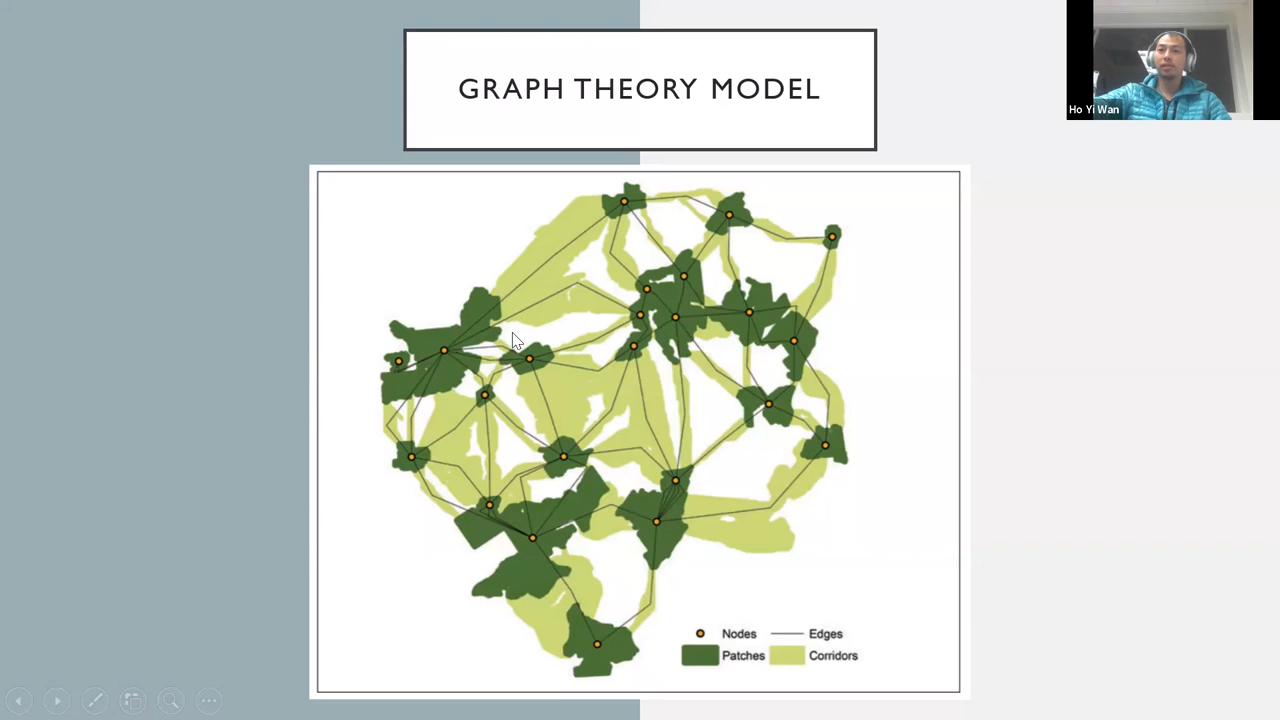 GRAPH THEORY MODEL
Ho Yi Wan
Nodes
Edges
Patches
Corridors